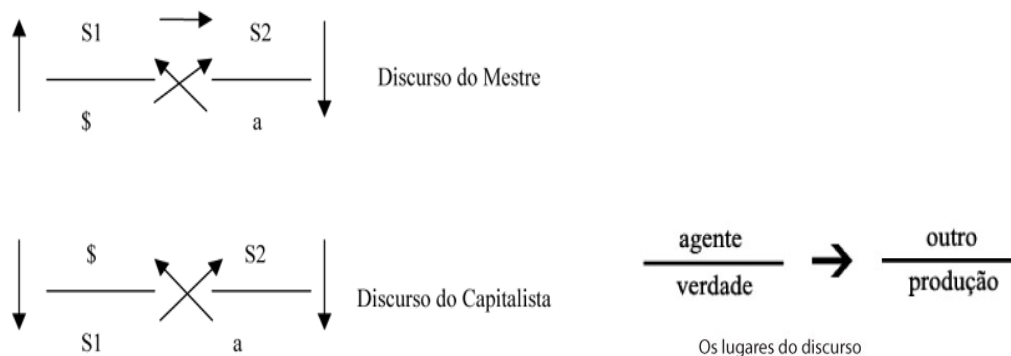 S1 S2
Discurso do Mestre
$ a
$ S2
Discurso do Capitalista
S1 a
agente outro
verdade produção
Os lugares do discurso